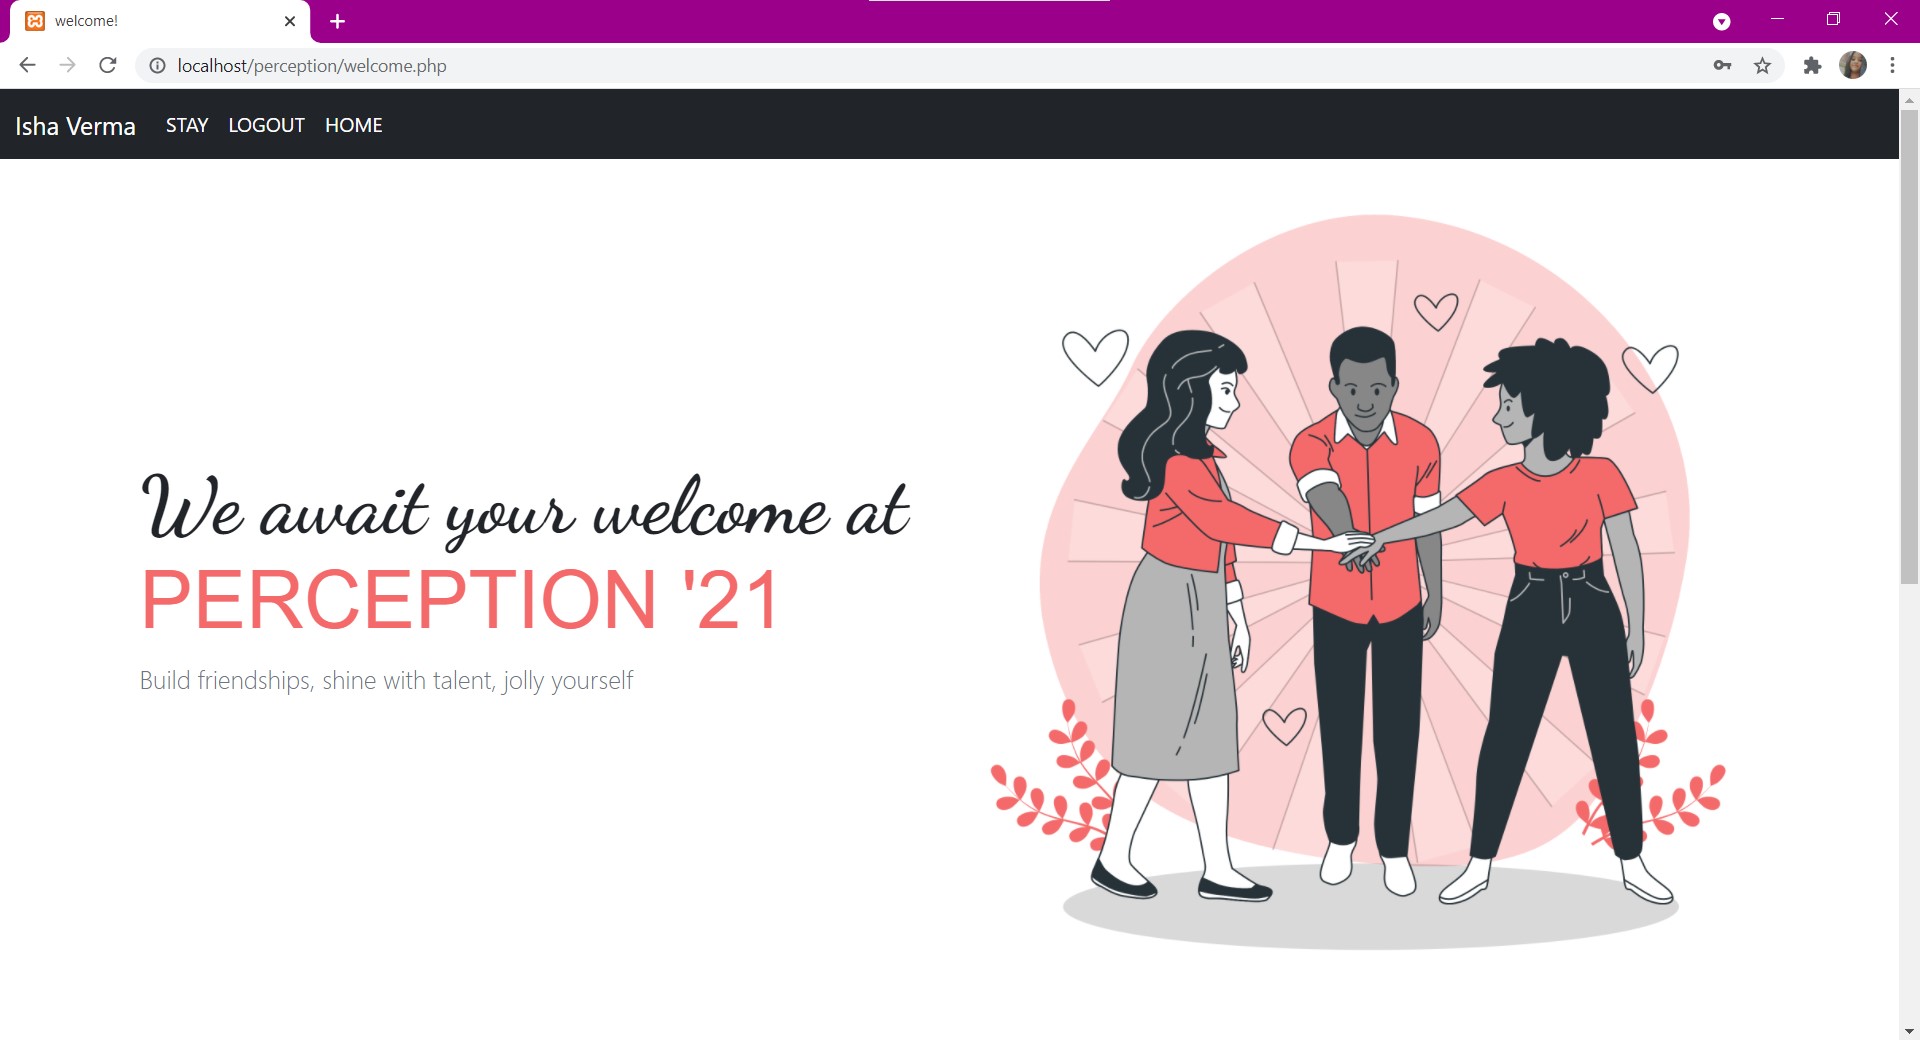 welcome!
localhost/perception/welcome.php
Isha Verma STAY LOGOUT HOME
We await your welcome at
PERCEPTION '21
Build friendships, shine with talent, jolly yourself